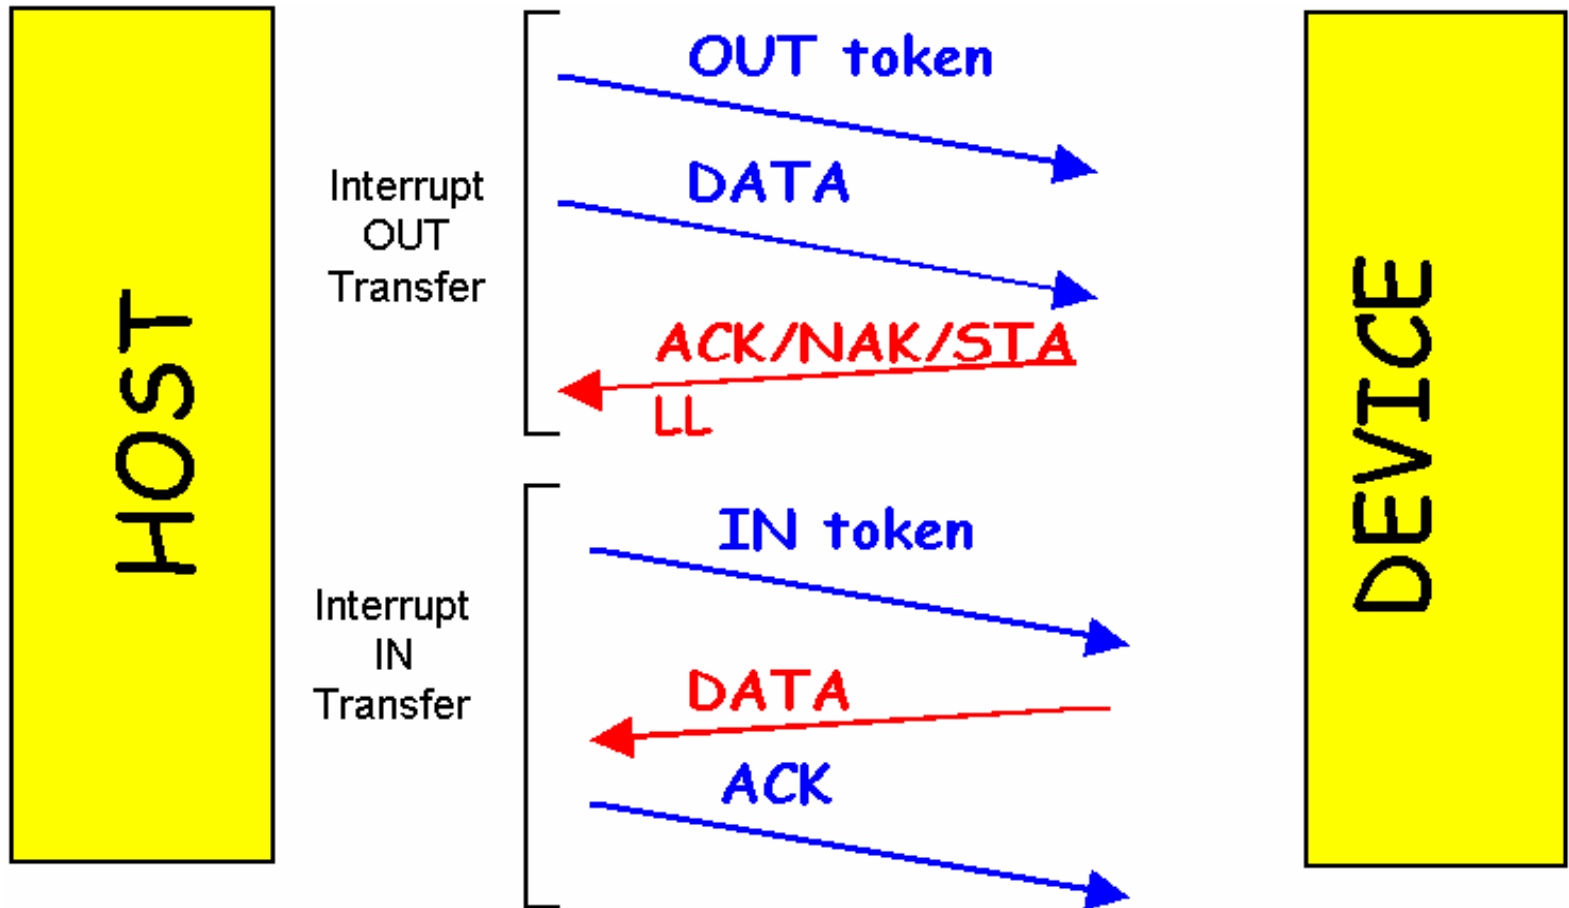 HOST
Interrupt
OUT
Transfer
OUT token
DATA
ACK/NAK/STA
LL
Interrupt
IN
Transfer
IN token
DATA
ACK
DEVICE